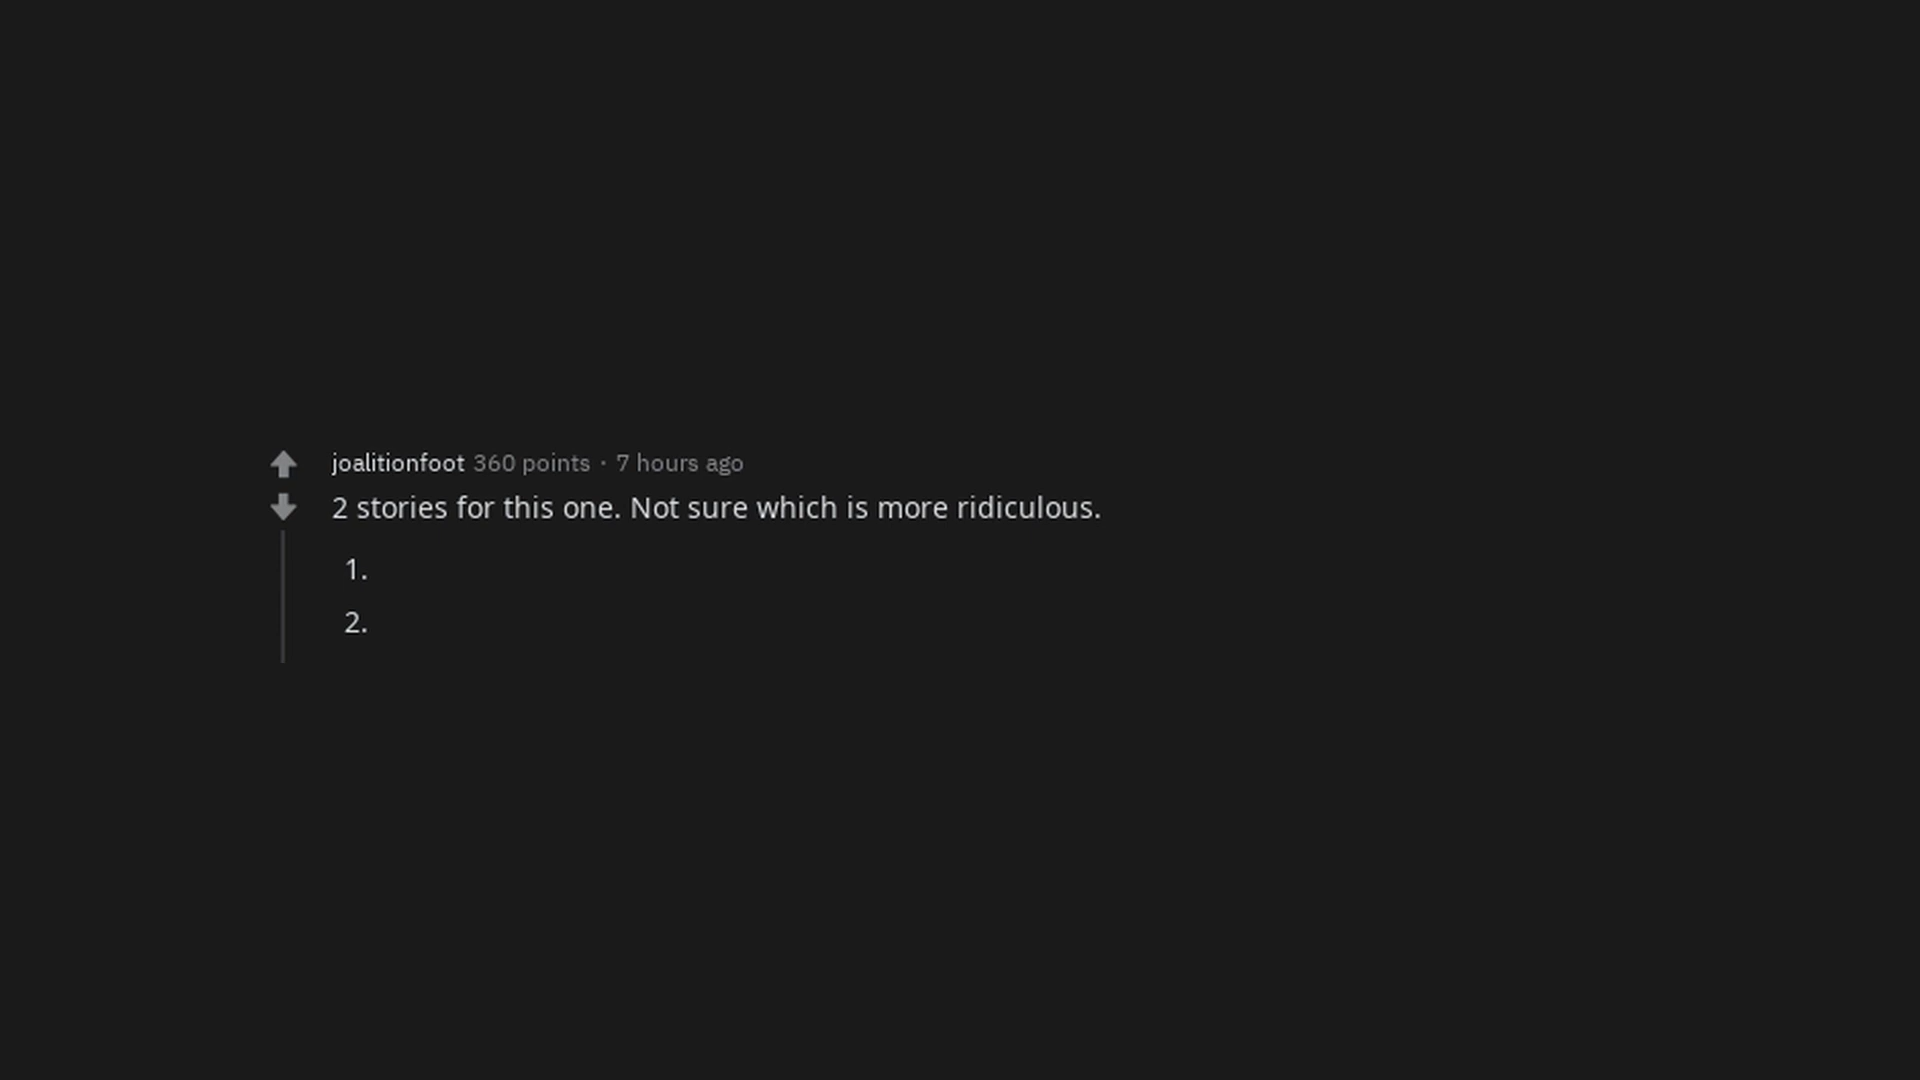 joalitionfoot 360 points · 7 hours ago
2 stories for this one. Not sure which is more ridiculous.
1.
2.